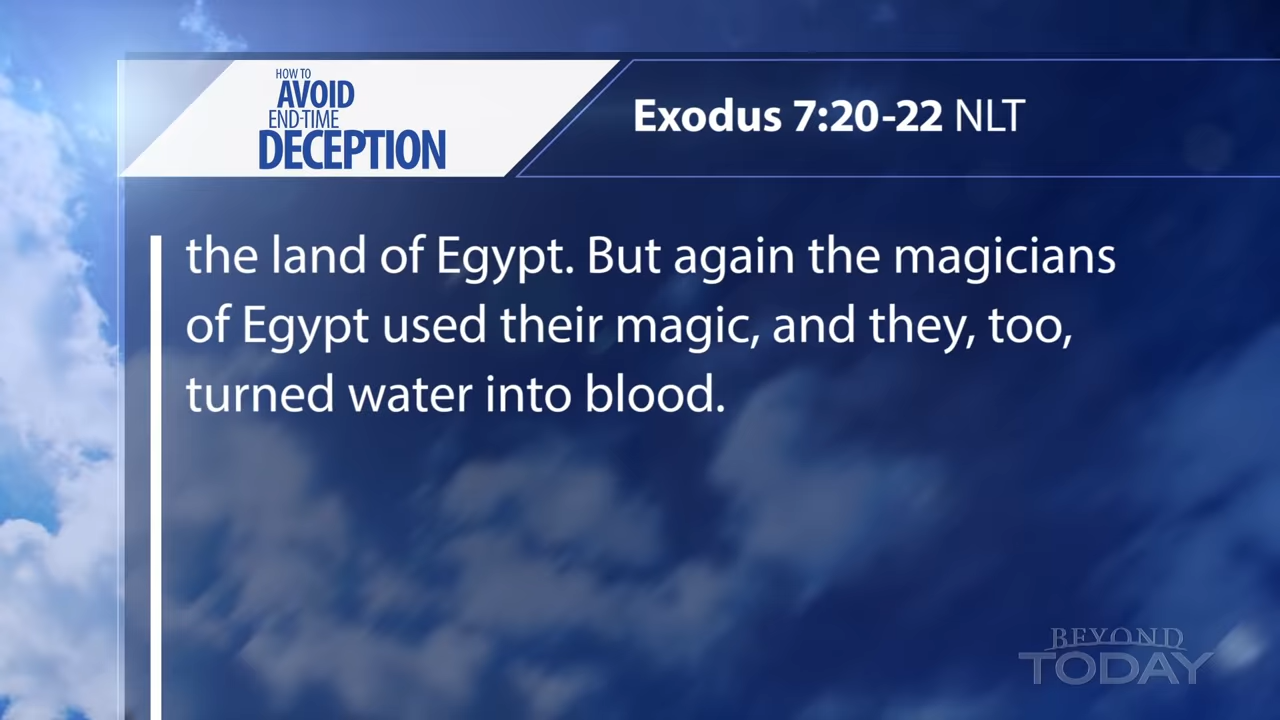 HOW TO
AVOID
END-TIME
DECEPTION
Exodus 7:20-22 NLT
the land of Egypt. But again the magicians
of Egypt used their magic, and they, too,
turned water into blood.
BEYOND
TODAY